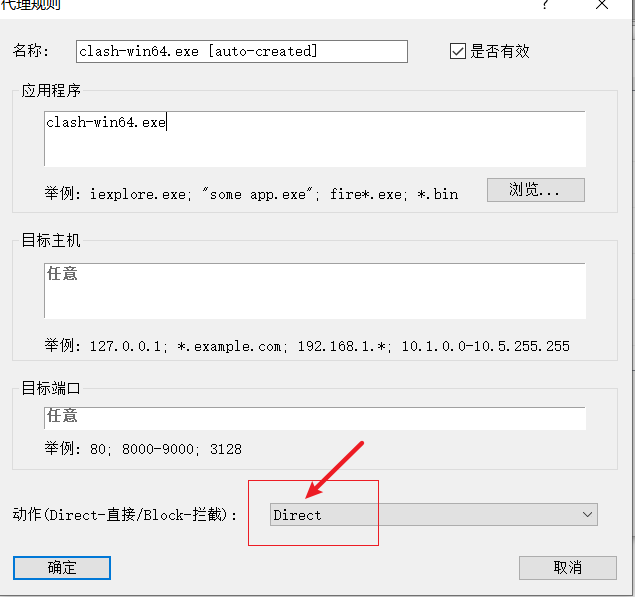 代理规则
名称: clash-win64.exe [auto-created] 是否有效
应用程序
clash-win64.exe
举例: iexplore.exe; "some app.exe"; fire*.exe; *.bin 浏览...
目标主机
任意
举例: 127.0.0.1; *.example.com; 192.168.1.*; 10.1.0.0-10.5.255.255
目标端口
任意
举例: 80; 8000-9000; 3128
动作(Direct-直接/Block-拦截): Direct
确定 取消